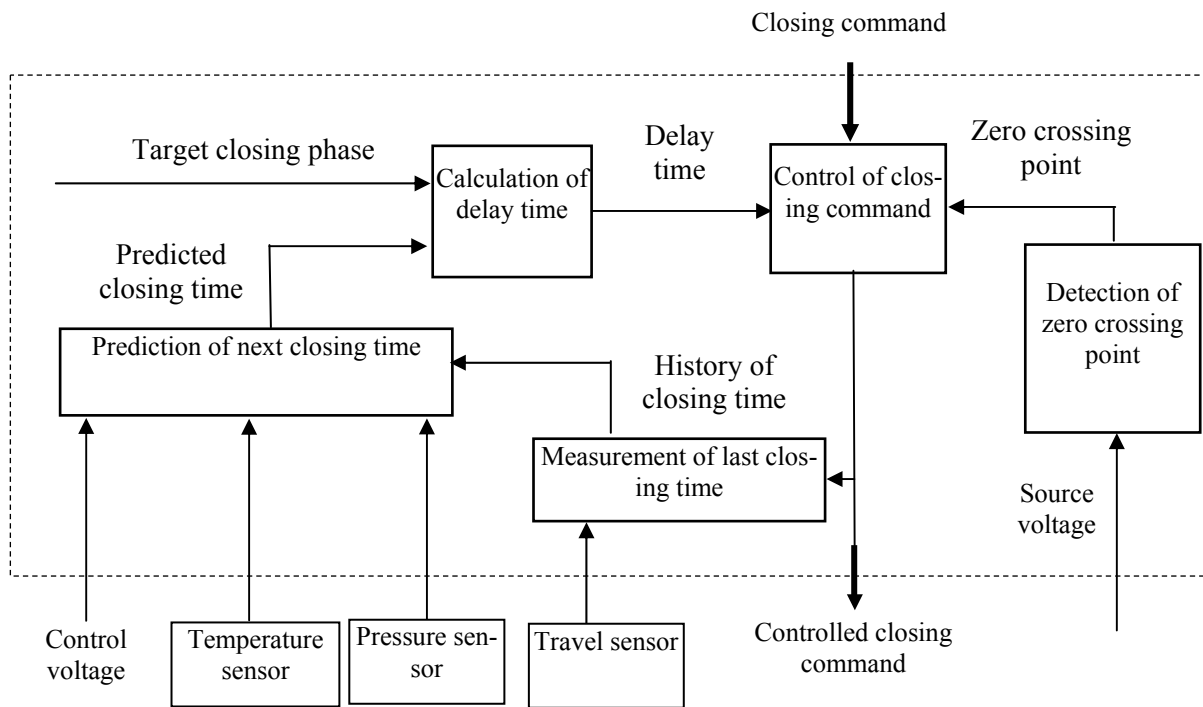 Closing command
Target closing phase
Delay
time
Zero crossing
point
Calculation of
delay time
Control of clos-
ing command
Predicted
closing time
Detection of
zero crossing
point
Prediction of next closing time
History of
closing time
Measurement of last clos-
ing time
Source
voltage
Control
voltage
Temperature
sensor
Pressure sen-
sor
Travel sensor
Controlled closing
command